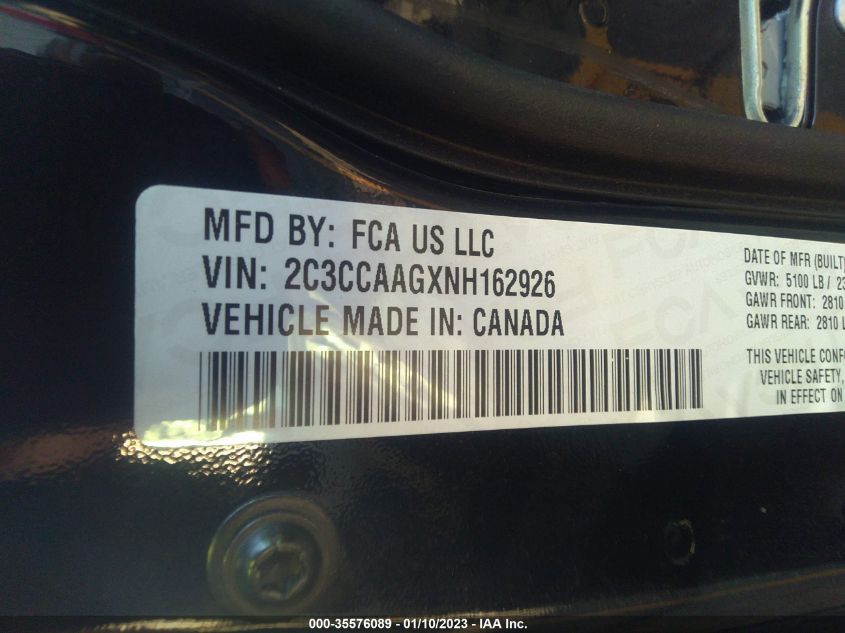 MFD BY: FCA US LLC
VIN: 2C3CCAAGXNH162926
VEHICLE MADE IN: CANADA
DATE OF MFR (BUILT)
GVWR: 5100 LB / 23
GAWR FRONT: 2810
GAWR REAR: 2810 L
THIS VEHICLE CONF
VEHICLE SAFETY,
IN EFFECT ON
000-35576089 - 01/10/2023 - IAA Inc.